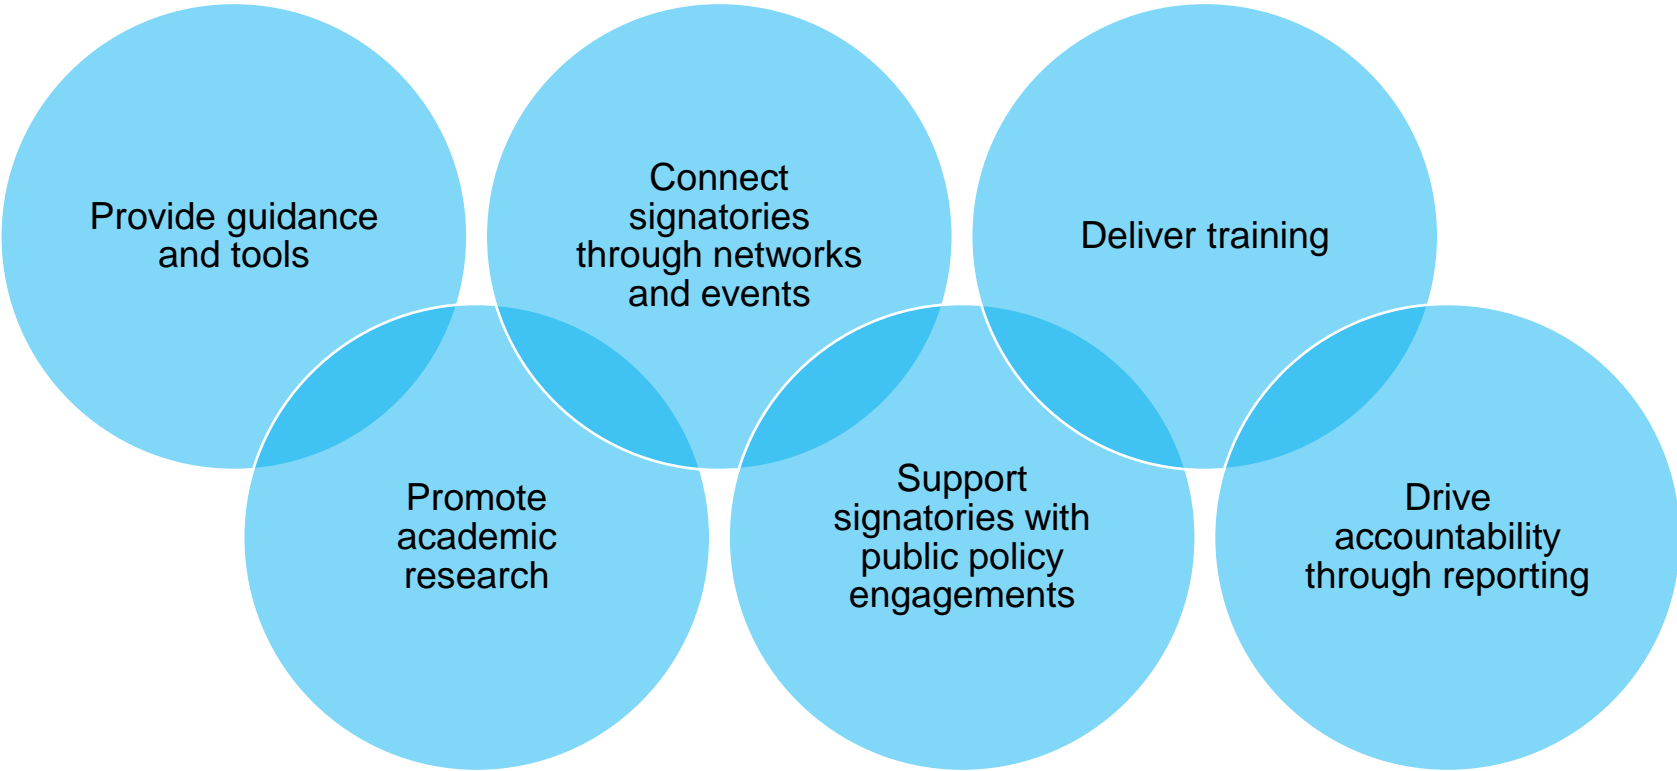 Provide guidance
and tools
Promote
academic
research
Connect
signatories
through networks
and events
Support
signatories with
public policy
engagements
Deliver training
Drive
accountability
through reporting